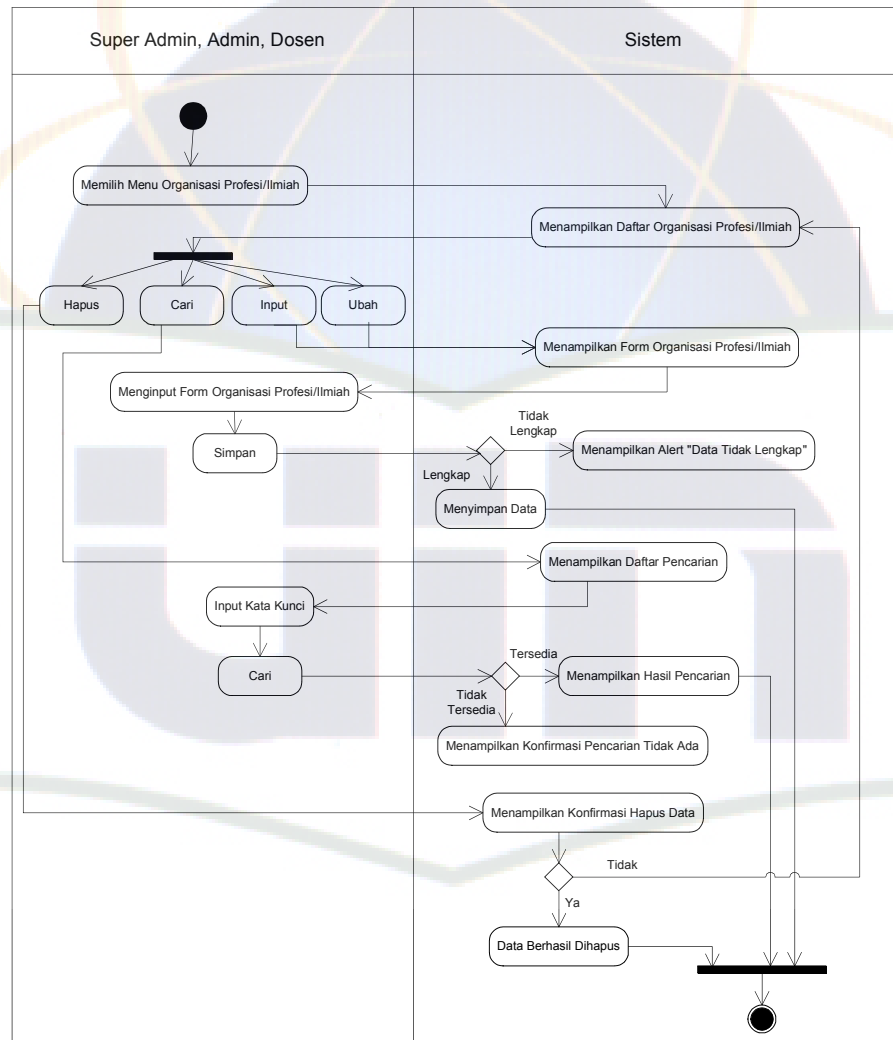 Super Admin, Admin, Dosen
Sistem
Memilih Menu Organisasi Profesi/Ilmiah
Menampilkan Daftar Organisasi Profesi/Ilmiah
Hapus
Cari
Input
Ubah
Menampilkan Form Organisasi Profesi/Ilmiah
Menginput Form Organisasi Profesi/Ilmiah
Tidak
Lengkap
Simpan
Menampilkan Alert "Data Tidak Lengkap"
Lengkap
Menyimpan Data
Menampilkan Daftar Pencarian
Input Kata Kunci
Tersedia
Cari
Menampilkan Hasil Pencarian
Tidak
Tersedia
Menampilkan Konfirmasi Pencarian Tidak Ada
Menampilkan Konfirmasi Hapus Data
Tidak
Ya
Data Berhasil Dihapus
uin